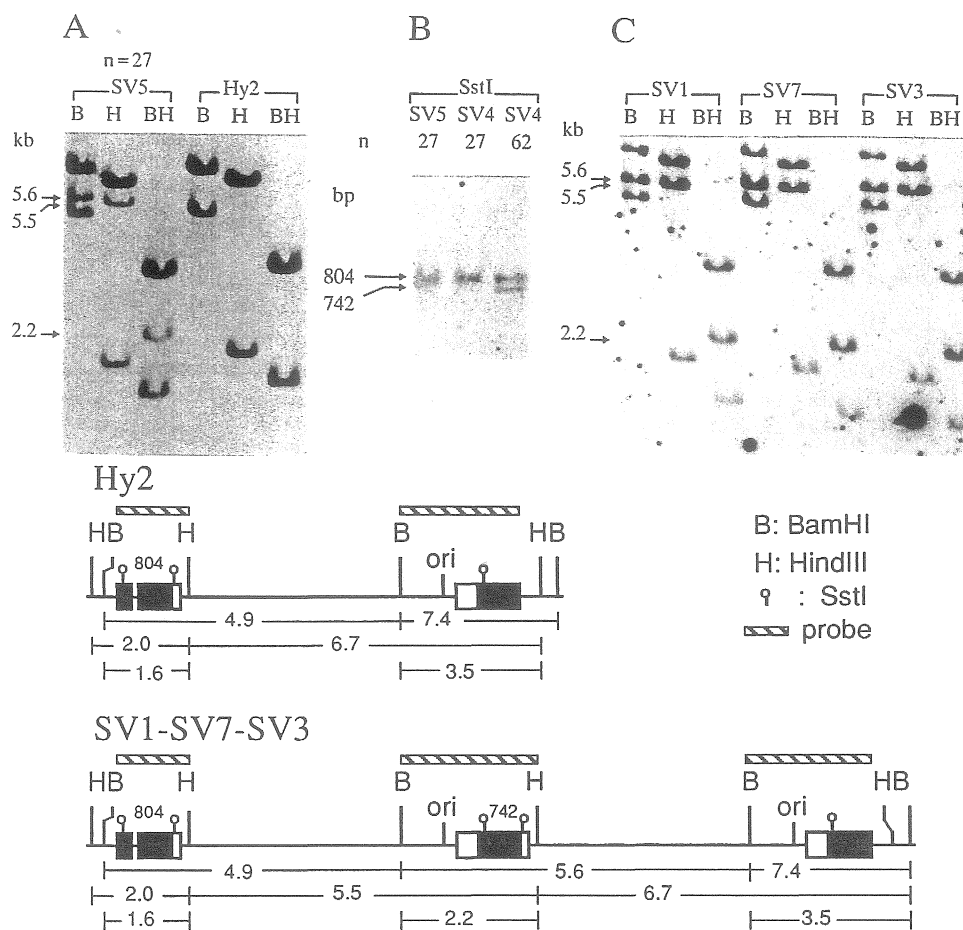 A B C
n=27
SV5 Hy2
B H BH B H BH
kb
5.6
5.5
2.2
SstI
SV5 SV4 SV4
n 27 27 62
bp
804
742
SV1 SV7 SV3
B H BH B H BH B H BH
kb
5.6
5.5
2.2
Hy2
HB H B HB
804 ori
4.9 7.4
2.0 6.7
1.6 3.5
B: BamHI
H: HindIII
: SstI
probe
SV1-SV7-SV3
HB H B H B HB
804 ori 742 ori
4.9 5.6 7.4
2.0 5.5 6.7
1.6 2.2 3.5